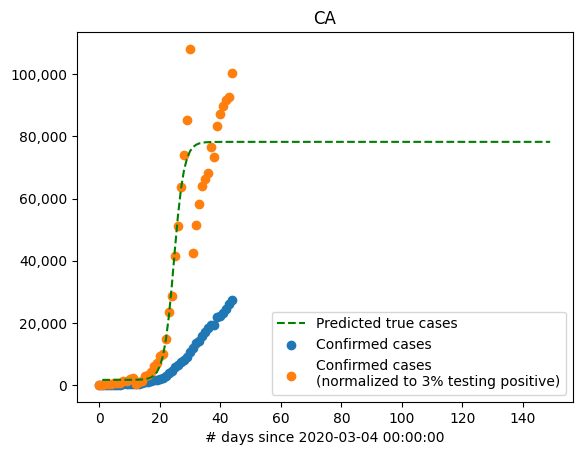 CA
100,000
80,000
60,000
40,000
20,000
0
0 20 40 60 80 100 120 140
# days since 2020-03-04 00:00:00
Predicted true cases
Confirmed cases
Confirmed cases
(normalized to 3% testing positive)